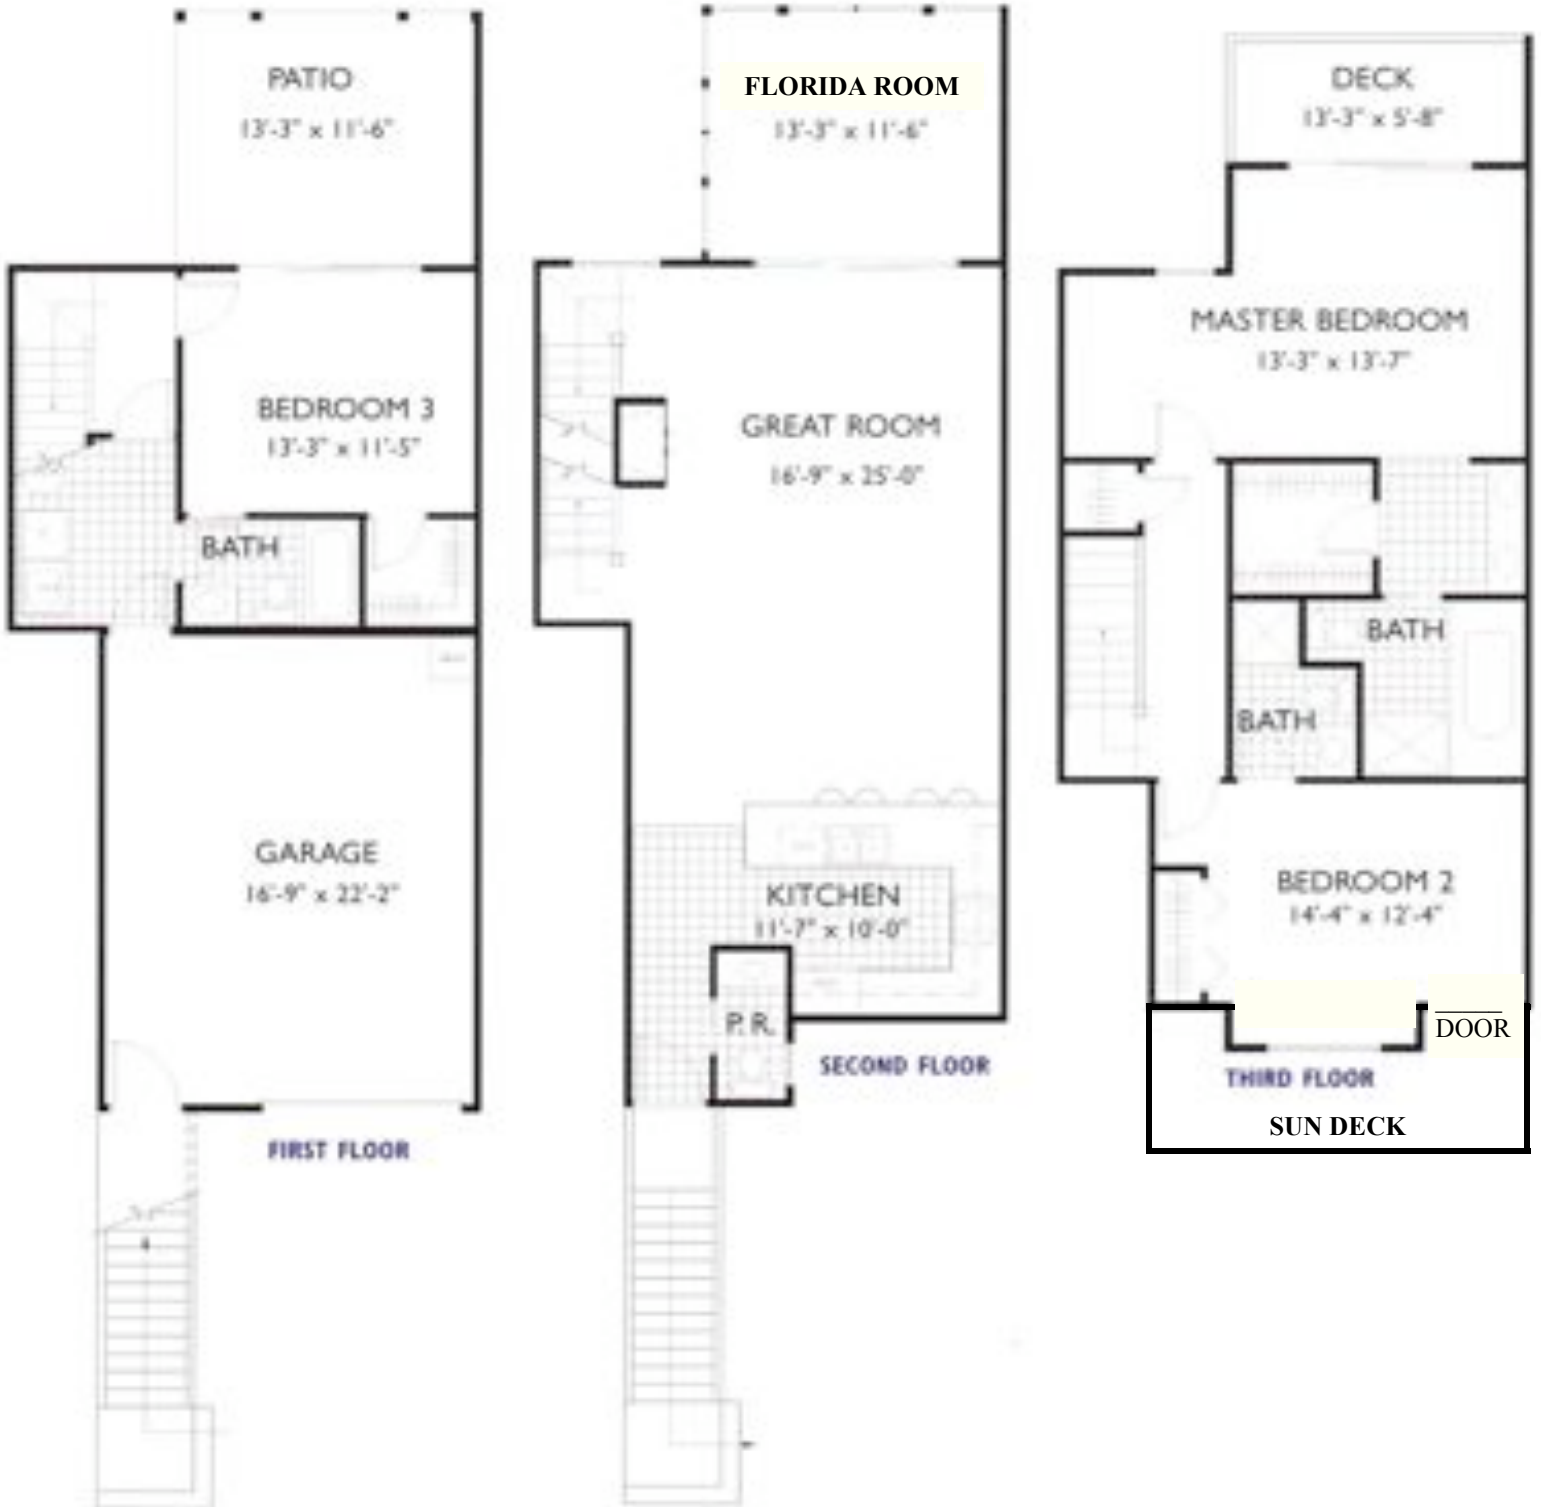 PATIO
13'-3" x 11'-6"
BEDROOM 3
13'-3" x 11'-5"
BATH
GARAGE
16'-9" x 22'-2"
FIRST FLOOR
FLORIDA ROOM
13'-3" x 11'-6"
GREAT ROOM
16'-9" x 25'-0"
KITCHEN
11'-7" x 10'-0"
P. R.
SECOND FLOOR
DECK
13'-3" x 5'-8"
MASTER BEDROOM
13'-3" x 13'-7"
BATH
BATH
BEDROOM 2
14'-4" x 12'-4"
DOOR
THIRD FLOOR
SUN DECK